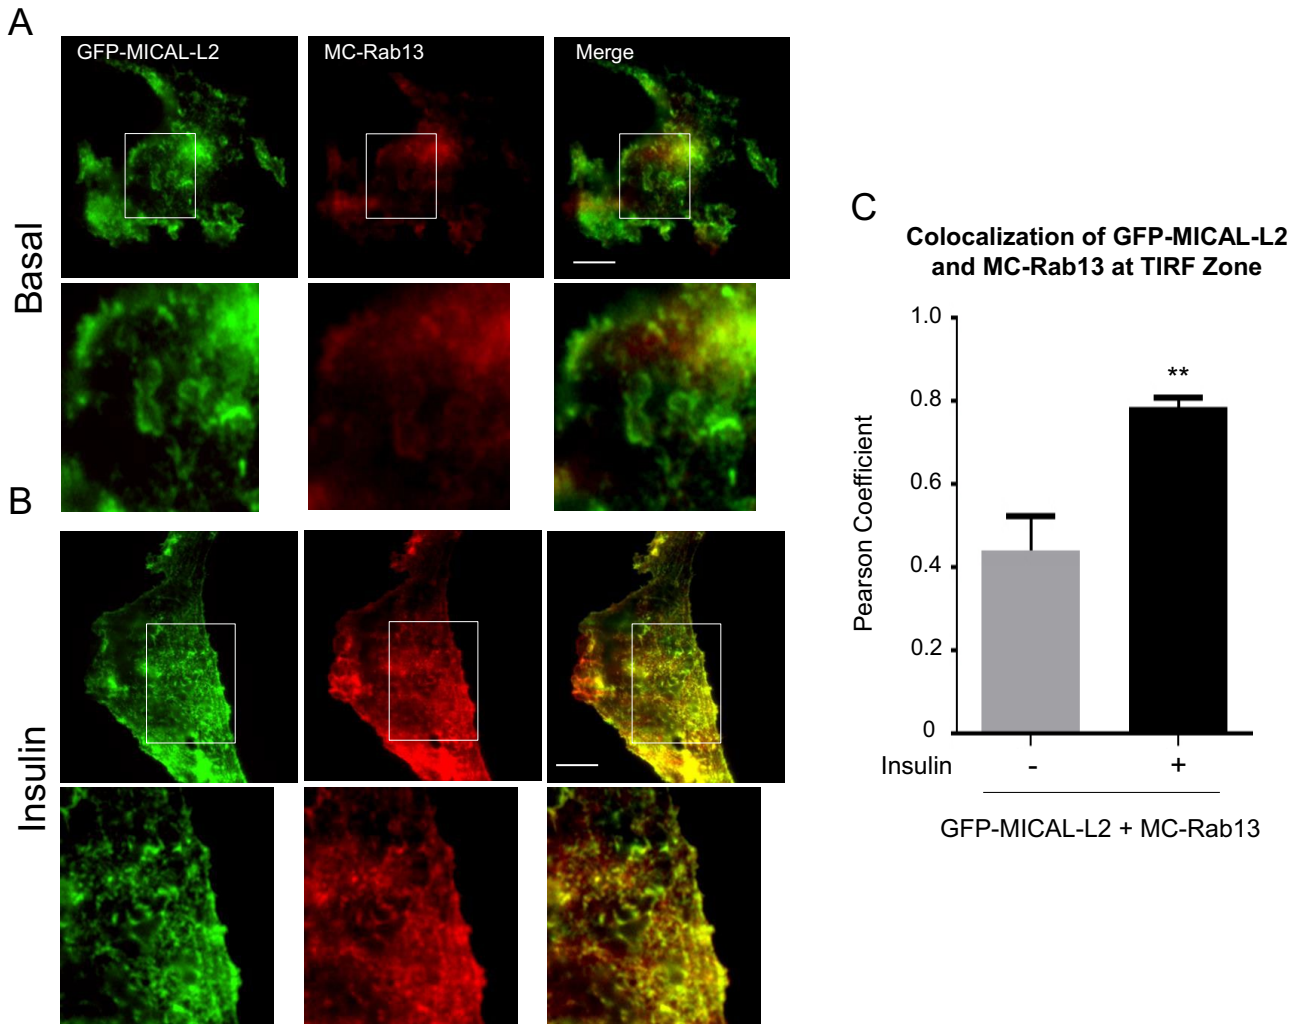 A
GFP-MICAL-L2
MC-Rab13
Merge
Basal
B
Insulin
C
Colocalization of GFP-MICAL-L2
and MC-Rab13 at TIRF Zone
Pearson Coefficient
1.0
0.8
0.6
0.4
0.2
0
**
Insulin - +
GFP-MICAL-L2 + MC-Rab13